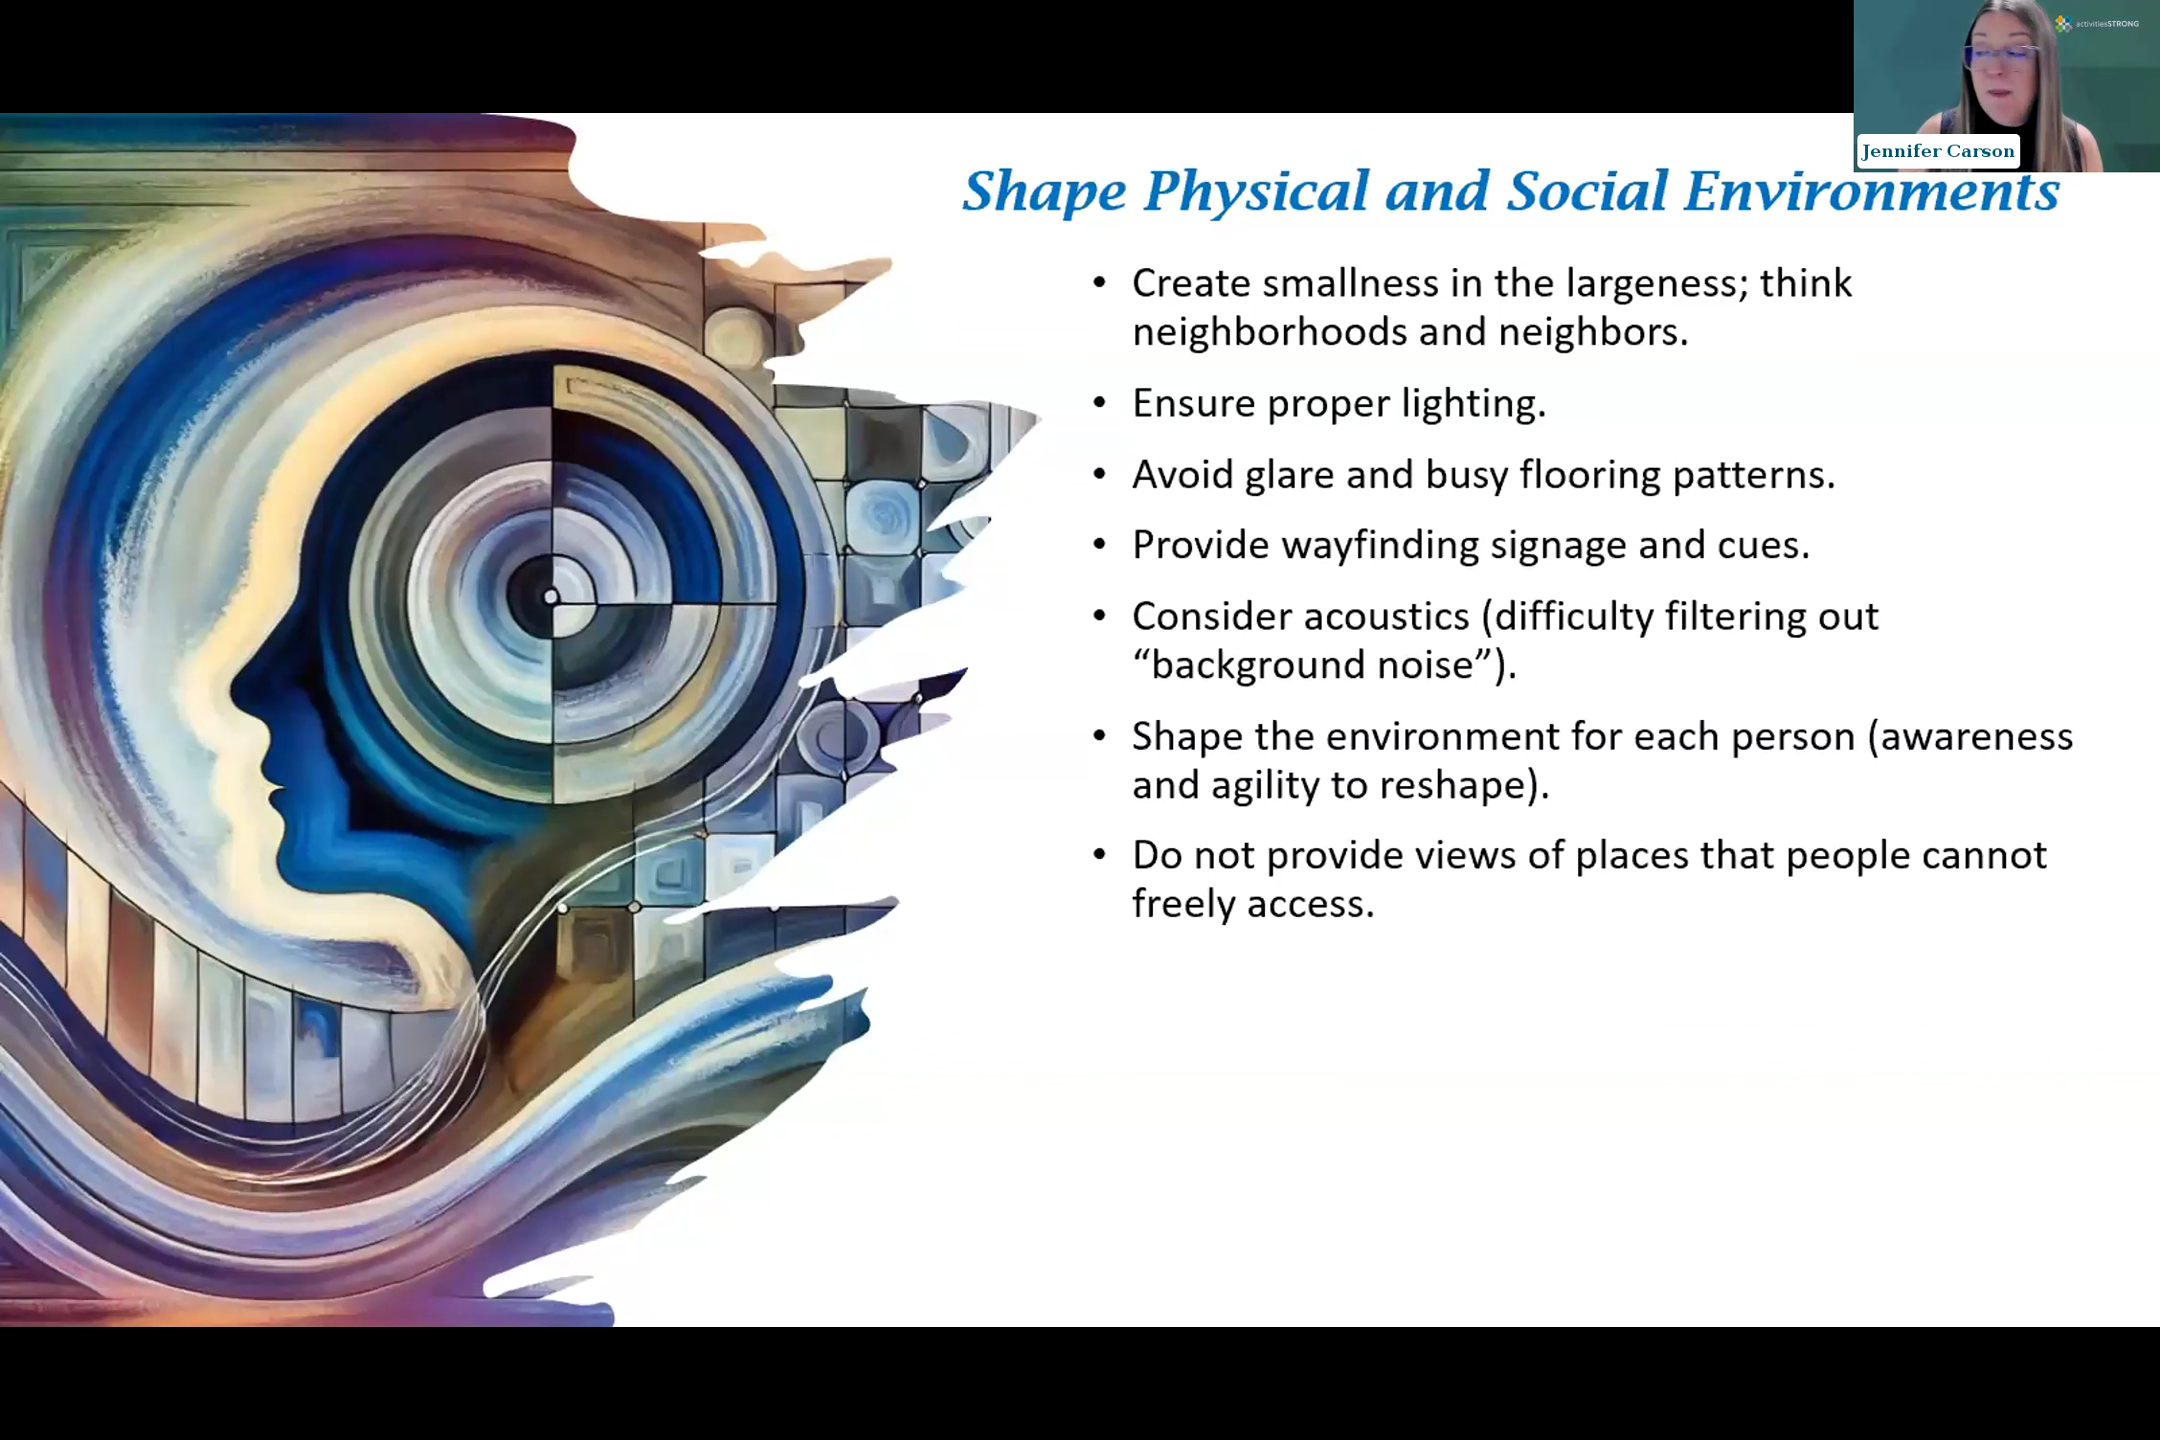 activitiesSTRONG
Jennifer Carson
Shape Physical and Social Environments
• Create smallness in the largeness; think
neighborhoods and neighbors.
• Ensure proper lighting.
• Avoid glare and busy flooring patterns.
• Provide wayfinding signage and cues.
• Consider acoustics (difficulty filtering out
“background noise”).
• Shape the environment for each person (awareness
and agility to reshape).
• Do not provide views of places that people cannot
freely access.